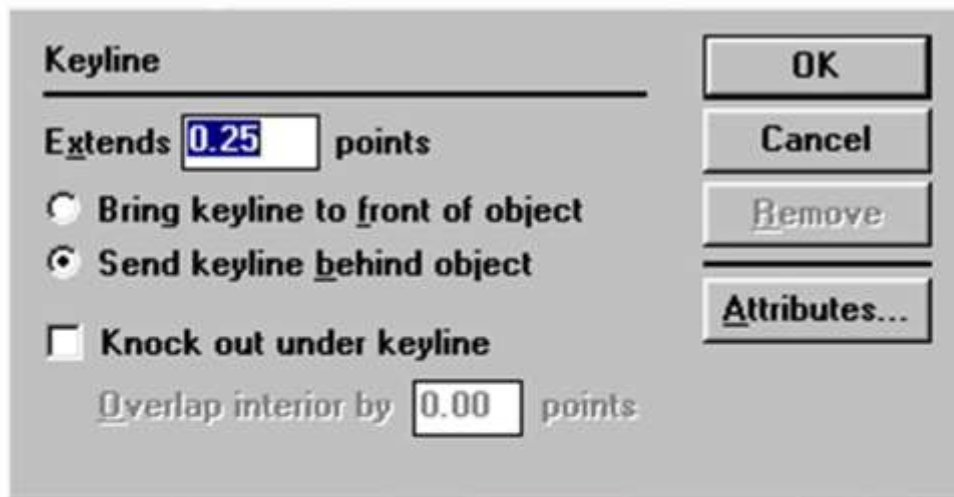 Keyline
OK
Extends 0.25 points
Cancel
Bring keyline to front of object
Remove
Send keyline behind object
Attributes...
Knock out under keyline
Overlap interior by 0.00 points